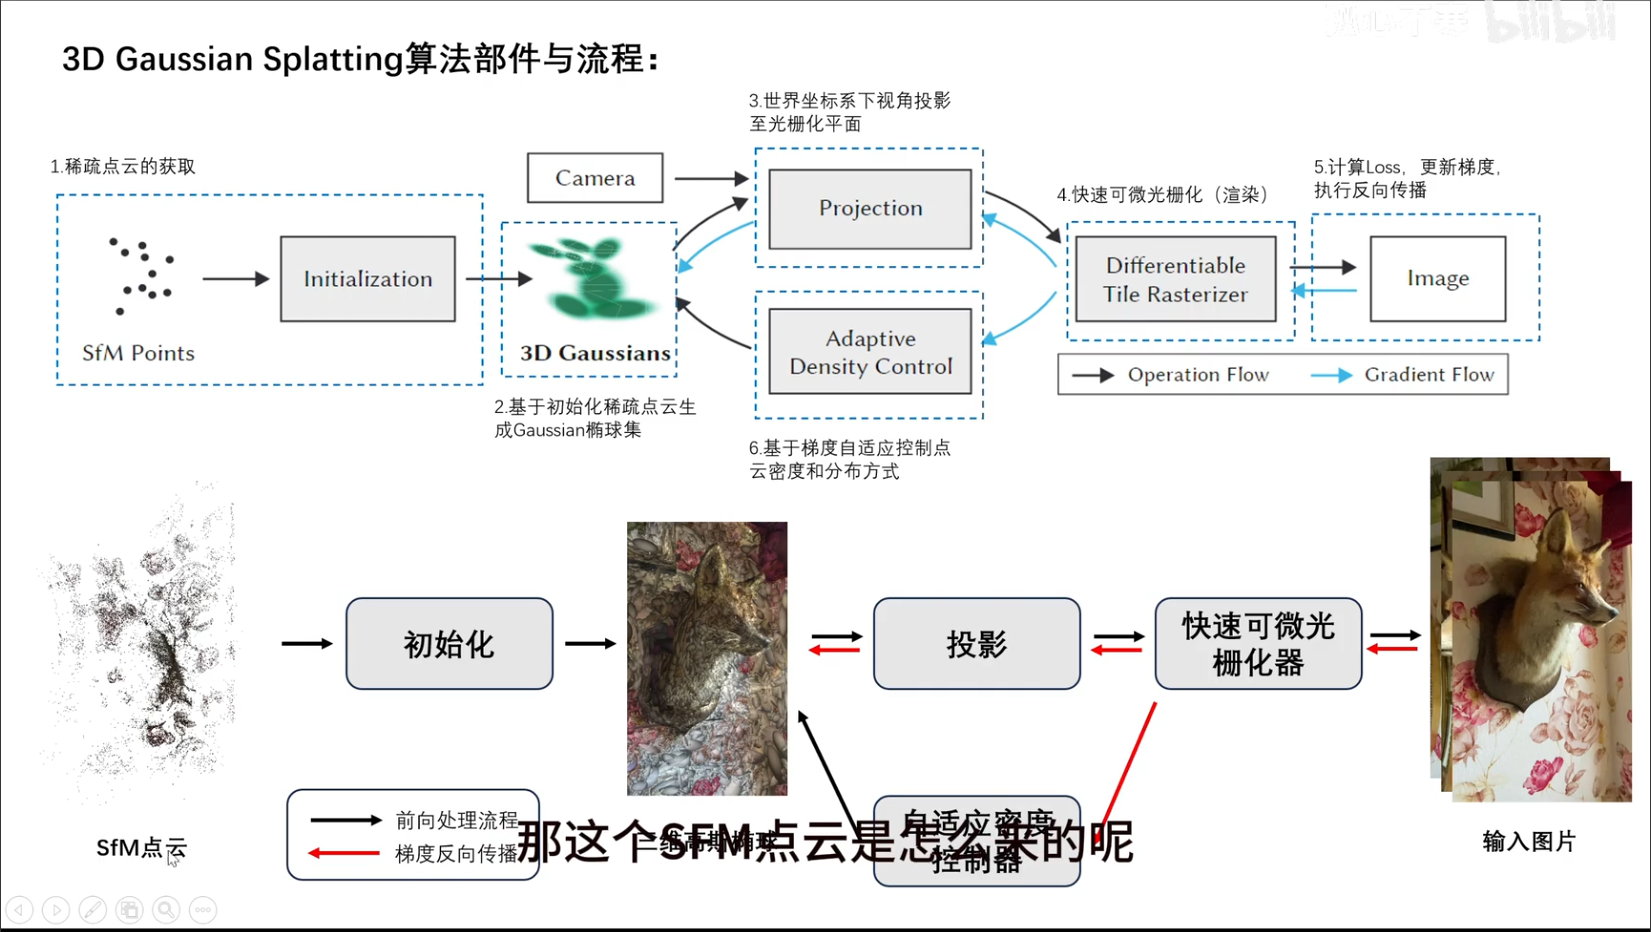 bilibili
3D Gaussian Splatting算法部件与流程：
3.世界坐标系下视角投影
至光栅化平面
1.稀疏点云的获取
Camera
Projection
4.快速可微光栅化（渲染）
5.计算Loss，更新梯度，
执行反向传播
SfM Points
Initialization
3D Gaussians
Differentiable
Tile Rasterizer
Image
Adaptive
Density Control
Operation Flow
Gradient Flow
2.基于初始化稀疏点云生
成Gaussian椭球集
6.基于梯度自适应控制点
云密度和分布方式
初始化
投影
快速可微光
栅化器
自适应密度
控制器
前向处理流程
梯度反向传播
SfM点云
三维高斯椭球
输入图片
那这个SFM点云是怎么来的呢